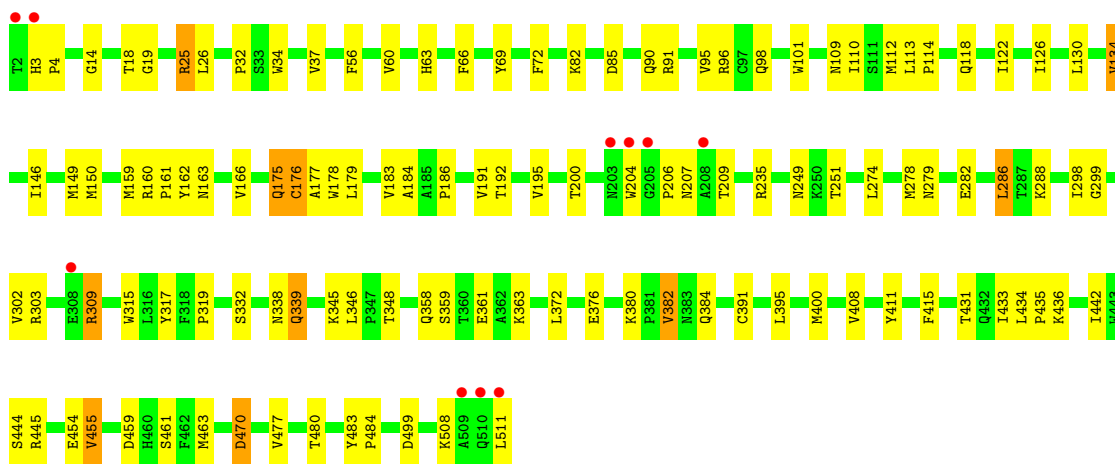 T2 H3 P4 G14 T18 G19 R25 L26 P32 S33 W34 V37 F56 V60 H63 F66 Y69 F72 K82 D85 Q90 R91 V95 R96 C97 Q98 W101 N109 I110 S111 M112 L113 P114 Q118 I122 I126 L130 V134
I146 M149 M150 M159 R160 P161 Y162 N163 V166 Q175 C176 A177 W178 L179 V183 A184 A185 P186 V191 T192 V195 T200 N203 W204 G205 P206 N207 A208 T209 R235 N249 K250 T251 L274 M278 N279 E282 L286 T287 K288 I298 G299
V302 R303 E308 R309 W315 L316 Y317 F318 P319 S332 N338 Q339 K345 L346 P347 T348 Q358 S359 T360 E361 A362 K363 L372 E376 K380 P381 V382 N383 Q384 C391 L395 M400 V408 Y411 F415 T431 Q432 I433 L434 P435 K436 I442
S444 R445 E454 V455 D459 H460 S461 F462 M463 D470 V477 T480 Y483 P484 D499 K508 A509 Q510 L511